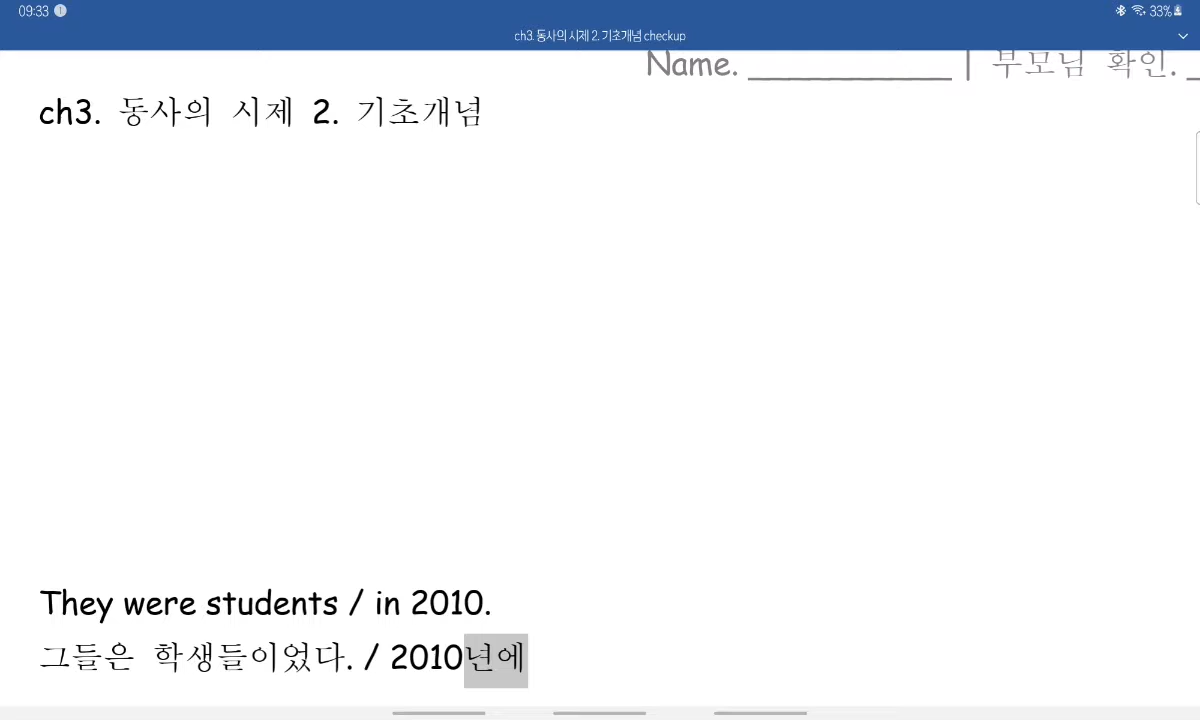 09:33
33%
ch3. 동사의 시제 2. 기초개념 checkup
Name. ____________ | 부모님 확인. _
ch3. 동사의 시제 2. 기초개념
They were students / in 2010.
그들은 학생들이었다. / 2010년에